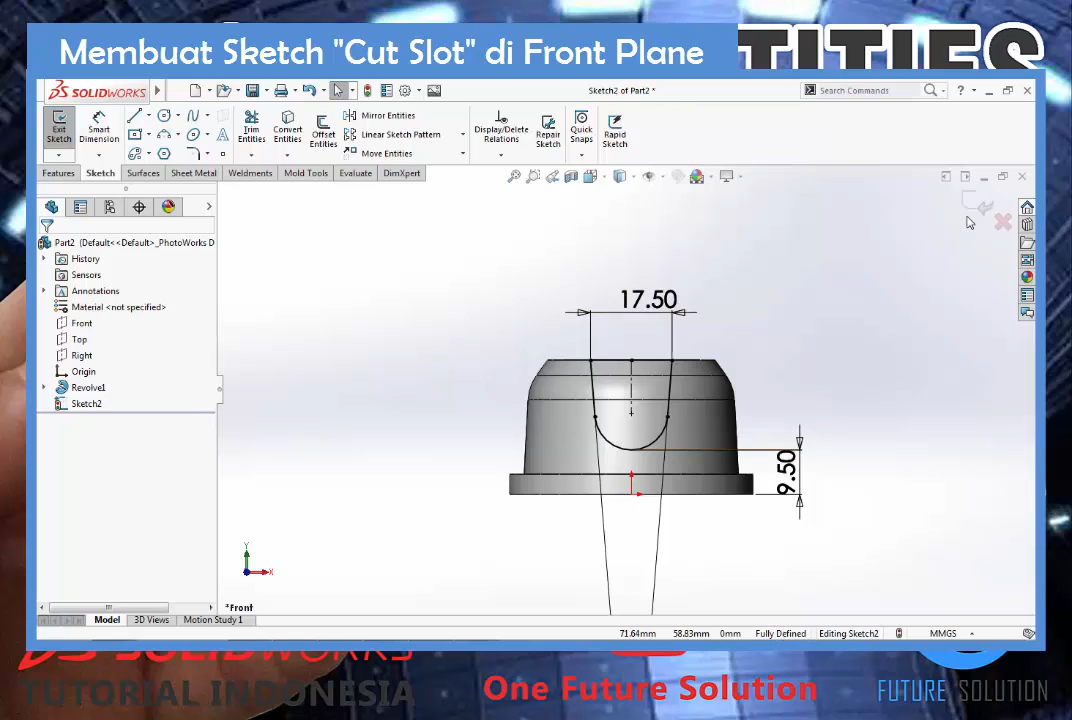 TITIES
Membuat Sketch "Cut Slot" di Front Plane
SOLIDWORKS
Sketch2 of Part2 *
Search Commands
Exit Sketch
Smart Dimension
Trim Entities
Convert Entities
Offset Entities
Mirror Entities
Linear Sketch Pattern
Move Entities
Display/Delete Relations
Repair Sketch
Quick Snaps
Rapid Sketch
Features
Sketch
Surfaces
Sheet Metal
Weldments
Mold Tools
Evaluate
DimXpert
Part2 (Default<<Default>_PhotoWorks D
History
Sensors
Annotations
Material <not specified>
Front
Top
Right
Origin
Revolve1
Sketch2
17.50
9.50
Y
X
*Front
Model
3D Views
Motion Study 1
71.64mm
58.83mm
0mm
Fully Defined
Editing Sketch2
MMGS
SOLIDWORKS
TUTORIAL INDONESIA
One Future Solution
FUTURE SOLUTION